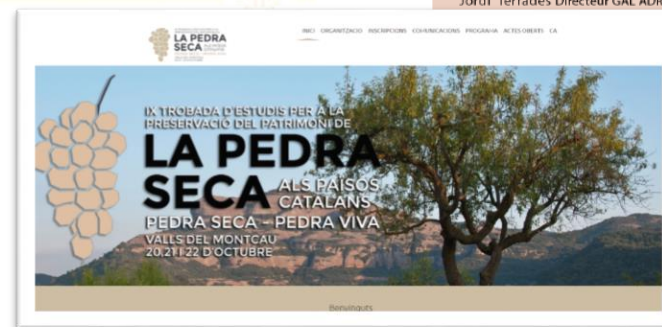 Jordi Terrades Directeur GAL ADR
LA PEDRA
SECA
INICI ORGANITZACIÓ INSCRIPCIONS COMUNICACIONS PROGRAMA ACTES OBERTS CA
IX TROBADA D'ESTUDIS PER A LA
PRESERVACIÓ DEL PATRIMONI DE
LA PEDRA
SECA ALS PAÏSOS
CATALANS
PEDRA SECA - PEDRA VIVA
VALLS DEL MONTCAU
20,21 I 22 D'OCTUBRE
Benvinguts